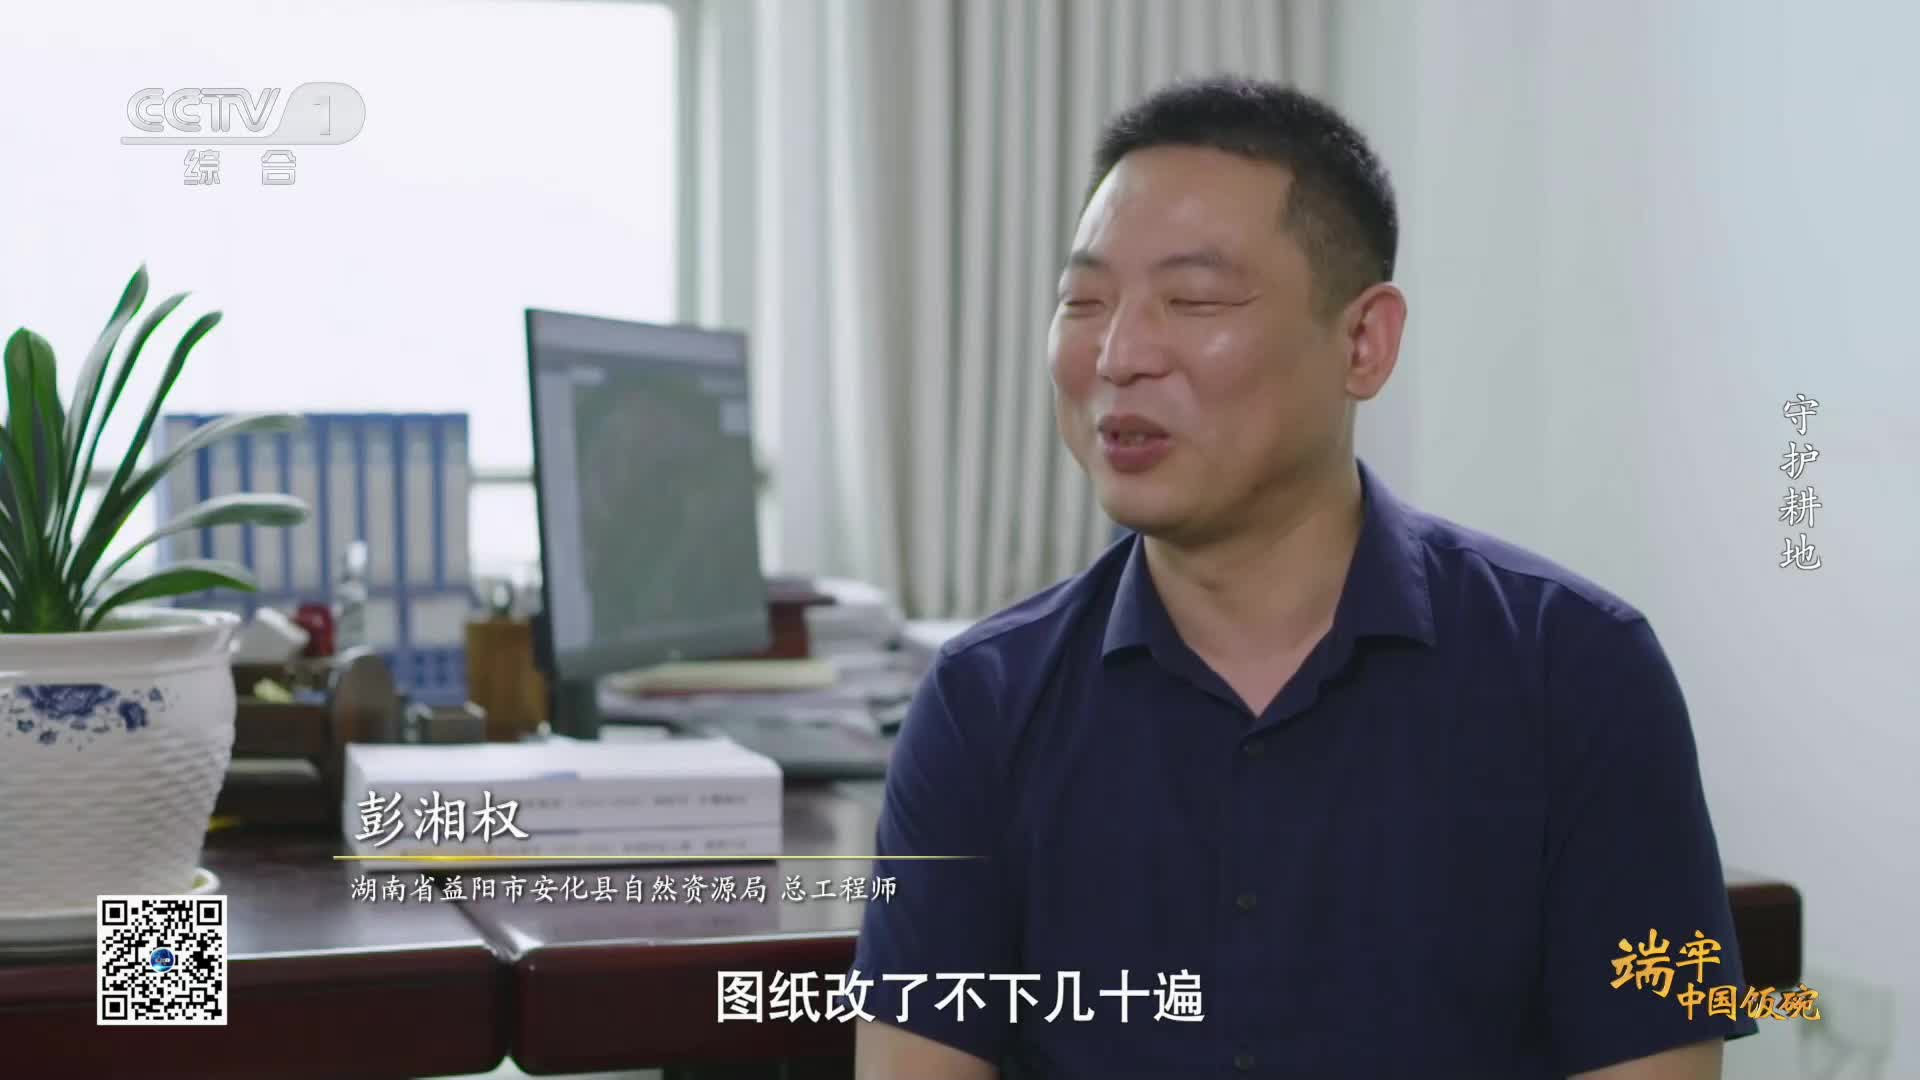 CCTV 1
综合
守护耕地
彭湘权
湖南省益阳市安化县自然资源局 总工程师
端牢
中国饭碗
图纸改了不下几十遍